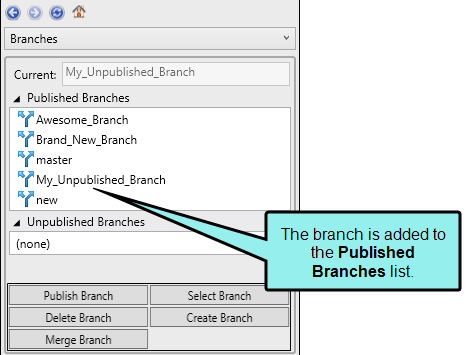 Branches
Current: My_Unpublished_Branch
Published Branches
Awesome_Branch
Brand_New_Branch
master
My_Unpublished_Branch
new
Unpublished Branches
(none)
The branch is added to
the Published
Branches list.
Publish Branch Select Branch
Delete Branch Create Branch
Merge Branch